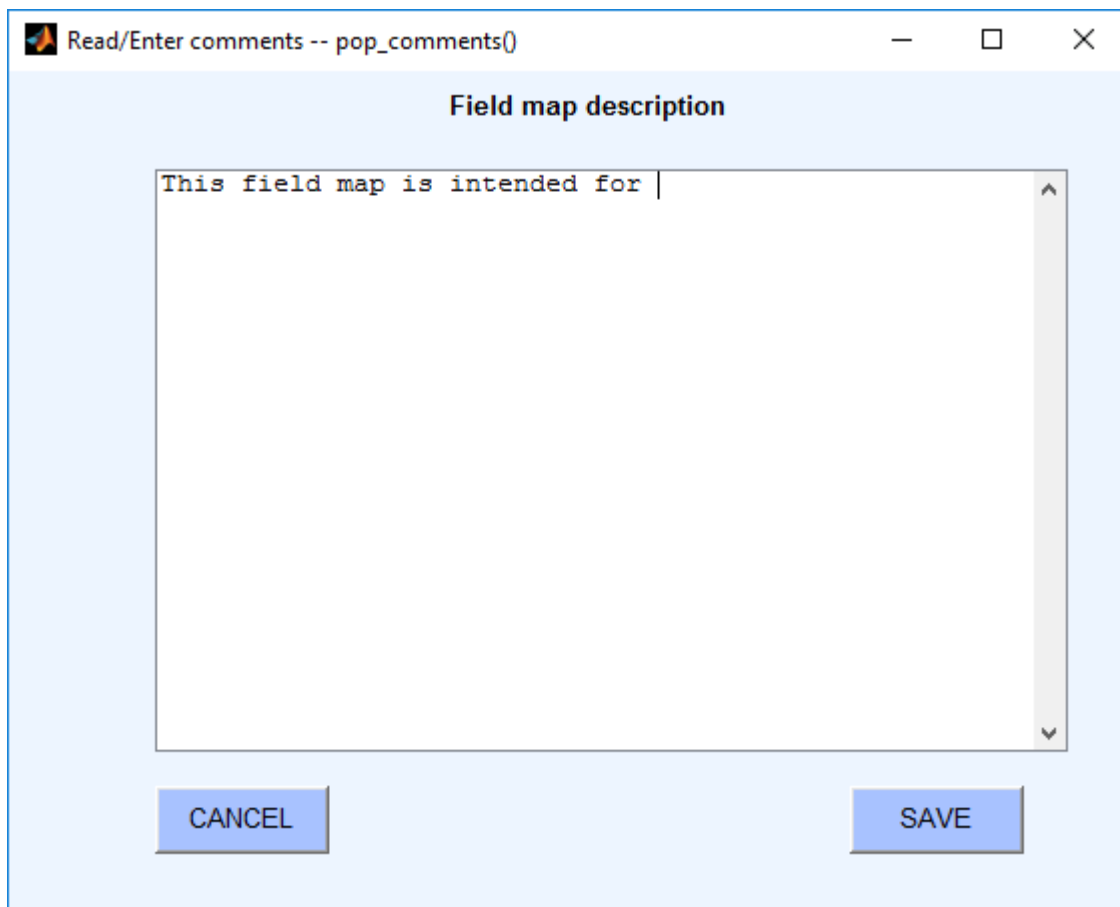 Read/Enter comments -- pop_comments()
Field map description
This field map is intended for
CANCEL
SAVE